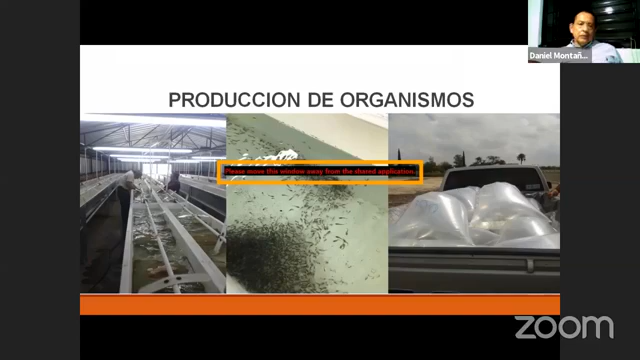 Daniel Montañ...
PRODUCCION DE ORGANISMOS
Please move this window away from the shared application.
zoom